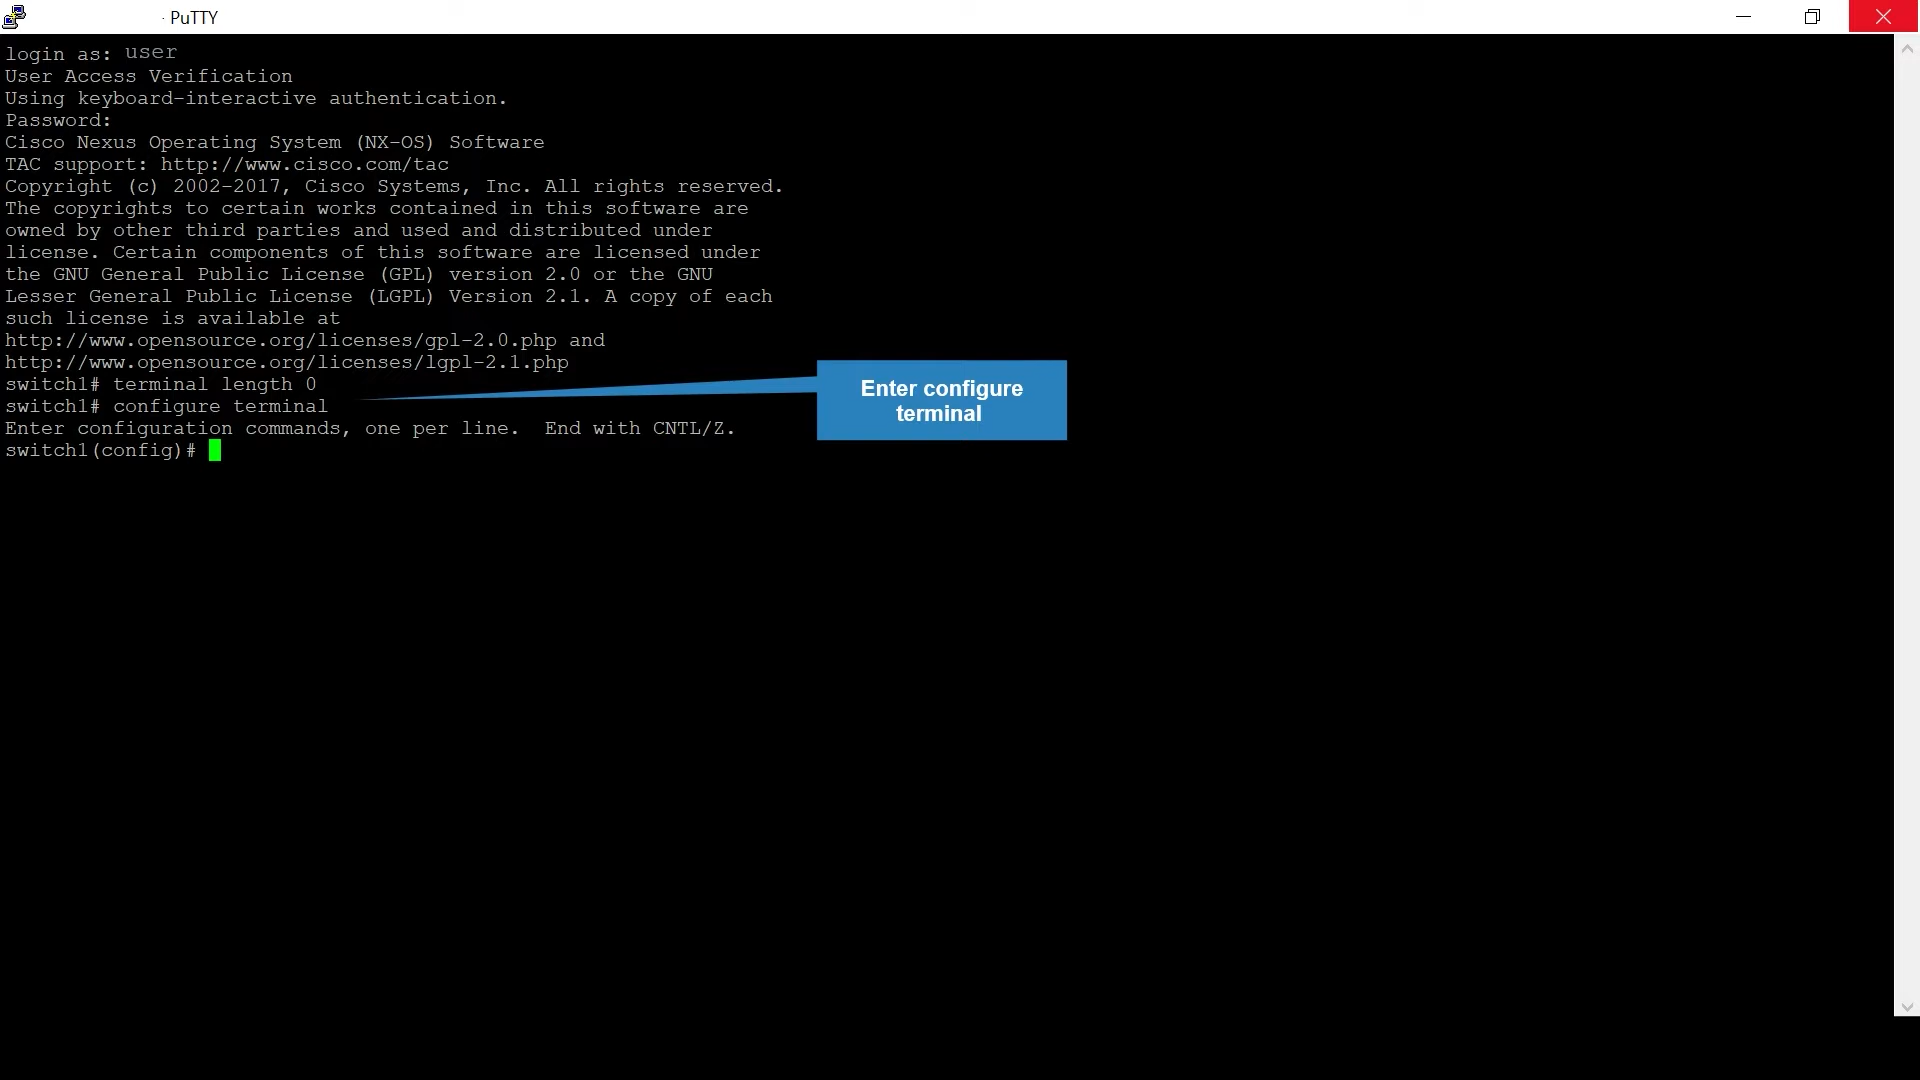 PuTTY
login as: user
User Access Verification
Using keyboard-interactive authentication.
Password:
Cisco Nexus Operating System (NX-OS) Software
TAC support: http://www.cisco.com/tac
Copyright (c) 2002-2017, Cisco Systems, Inc. All rights reserved.
The copyrights to certain works contained in this software are
owned by other third parties and used and distributed under
license. Certain components of this software are licensed under
the GNU General Public License (GPL) version 2.0 or the GNU
Lesser General Public License (LGPL) Version 2.1. A copy of each
such license is available at
http://www.opensource.org/licenses/gpl-2.0.php and
http://www.opensource.org/licenses/lgpl-2.1.php
switch1# terminal length 0
switch1# configure terminal
Enter configuration commands, one per line.  End with CNTL/Z.
switch1(config)#
Enter configure
terminal